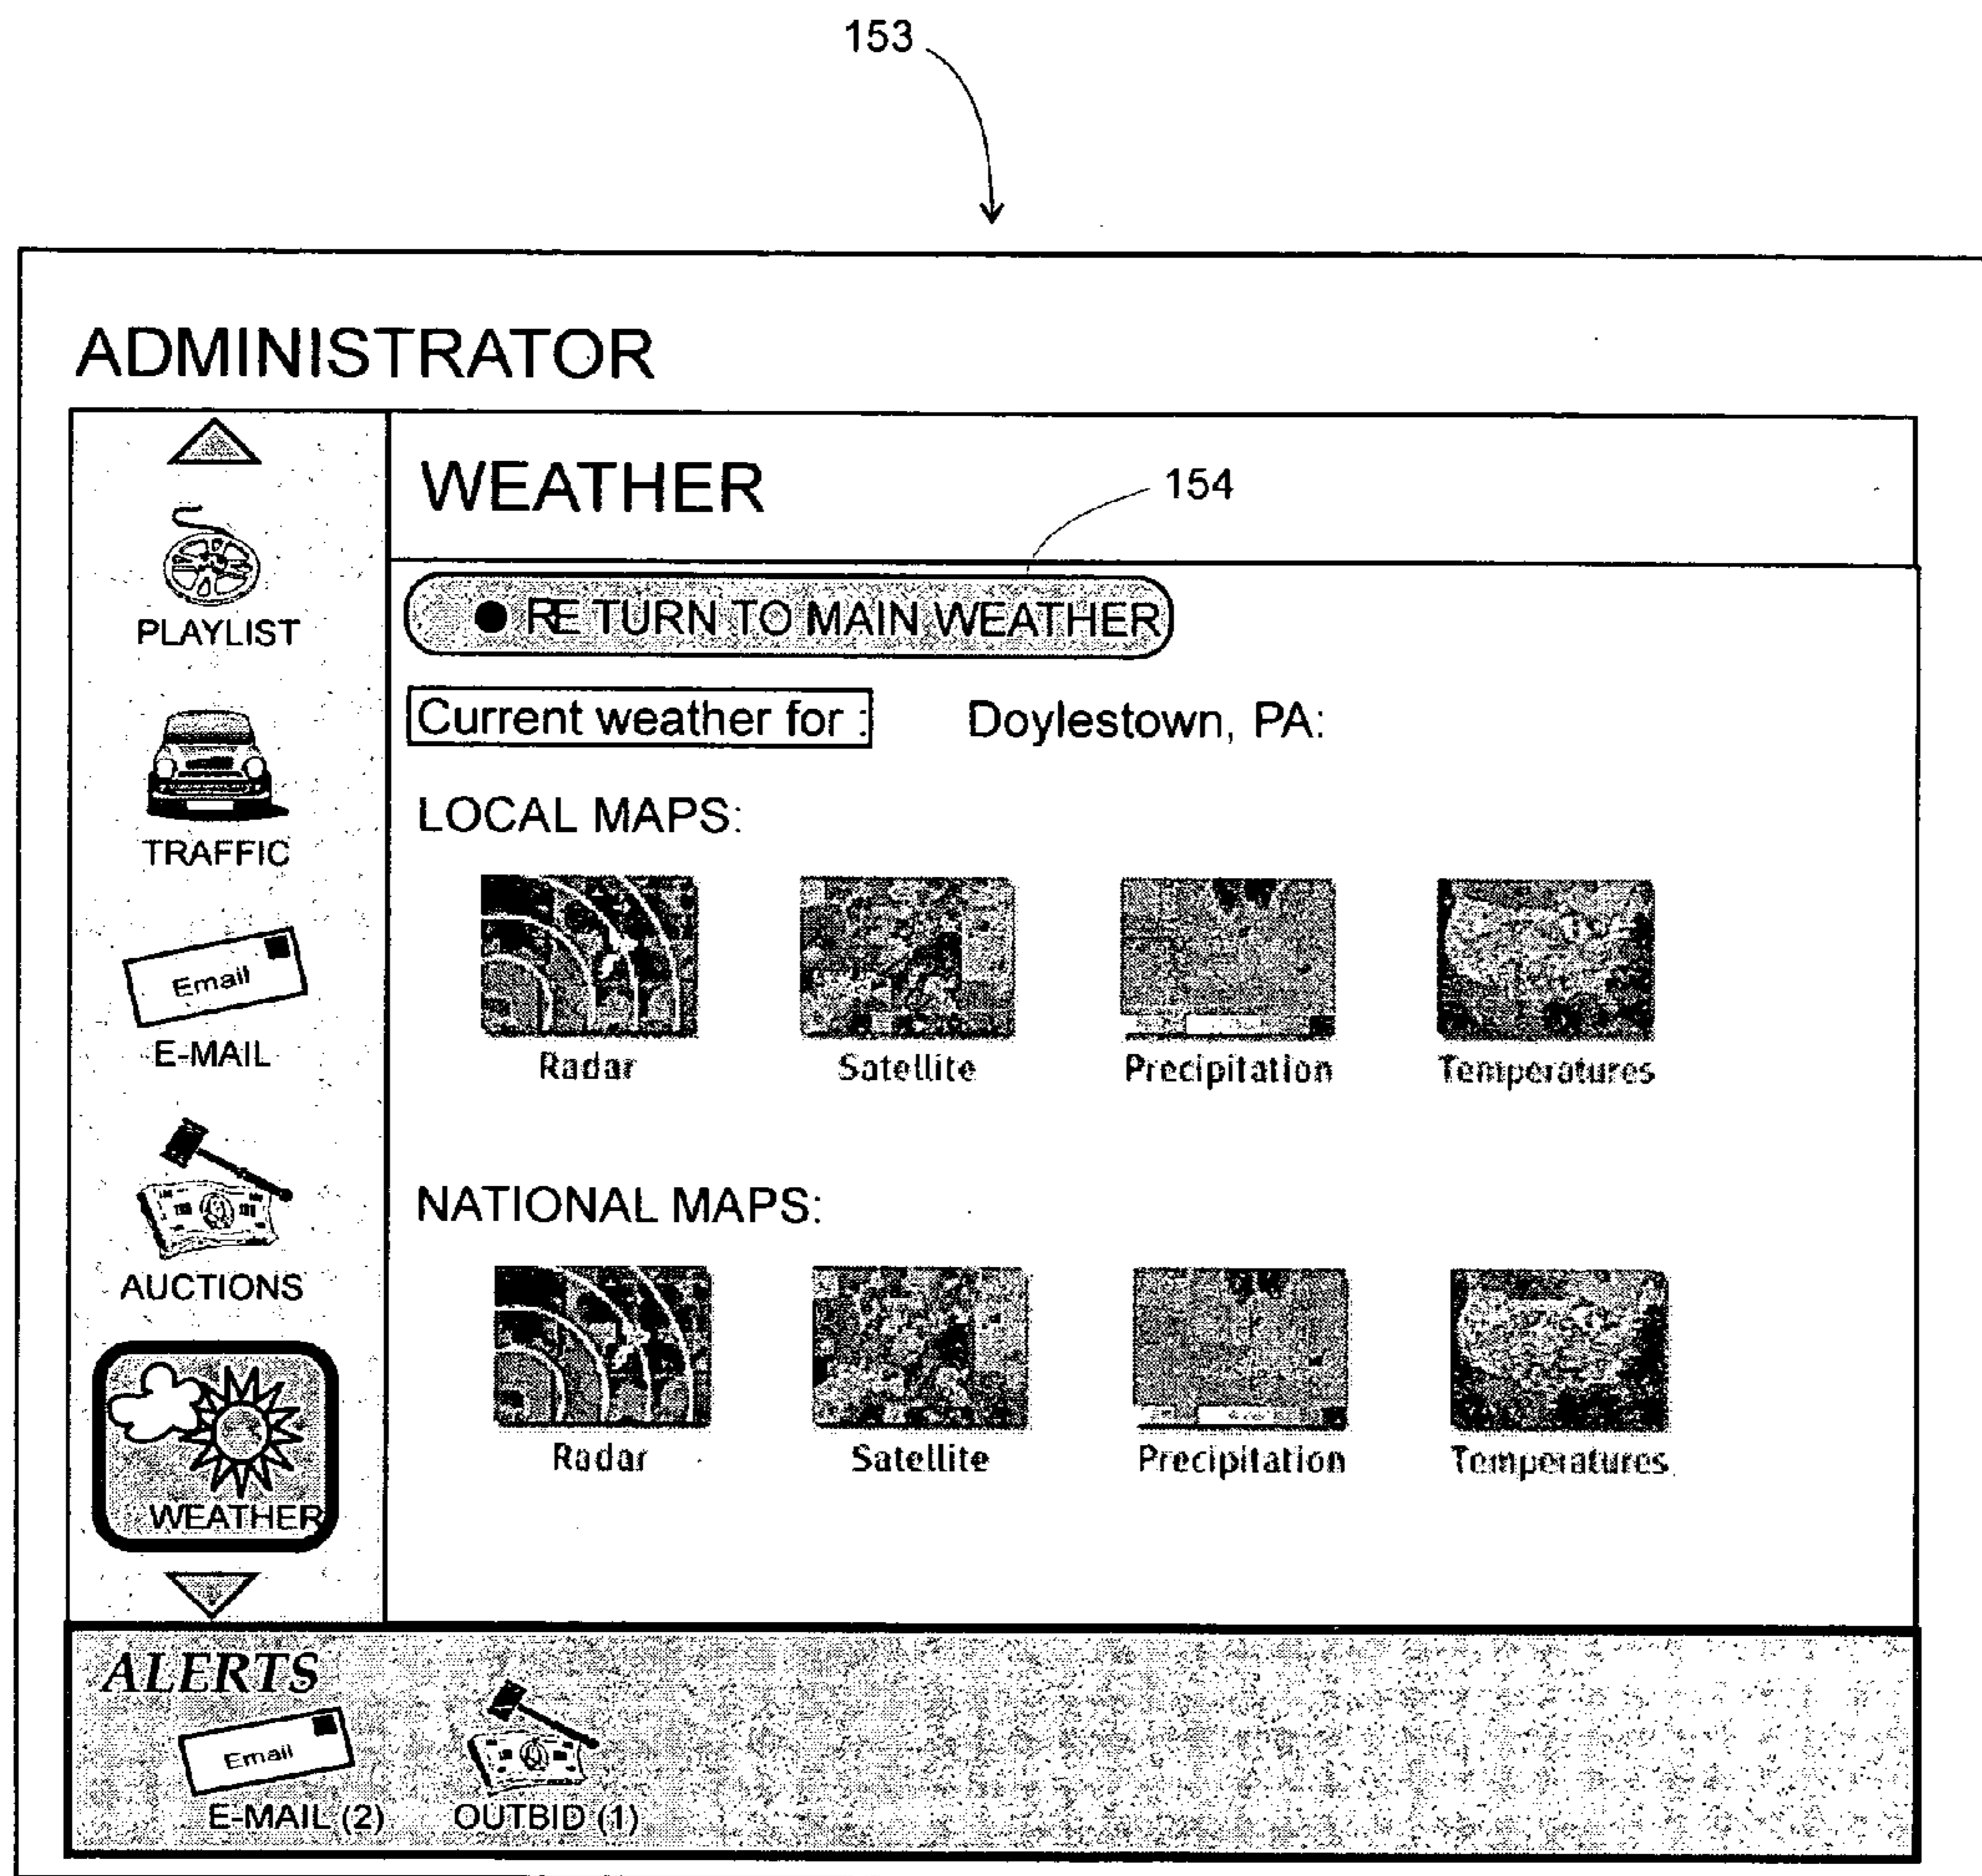 153
ADMINISTRATOR
WEATHER
154
PLAYLIST
RETURN TO MAIN WEATHER
Current weather for : Doylestown, PA:
TRAFFIC
LOCAL MAPS:
Email
E-MAIL
Radar Satellite Precipitation Temperatures
AUCTIONS
NATIONAL MAPS:
Radar Satellite Precipitation Temperatures
WEATHER
ALERTS
Email
E-MAIL (2) OUTBID (1)